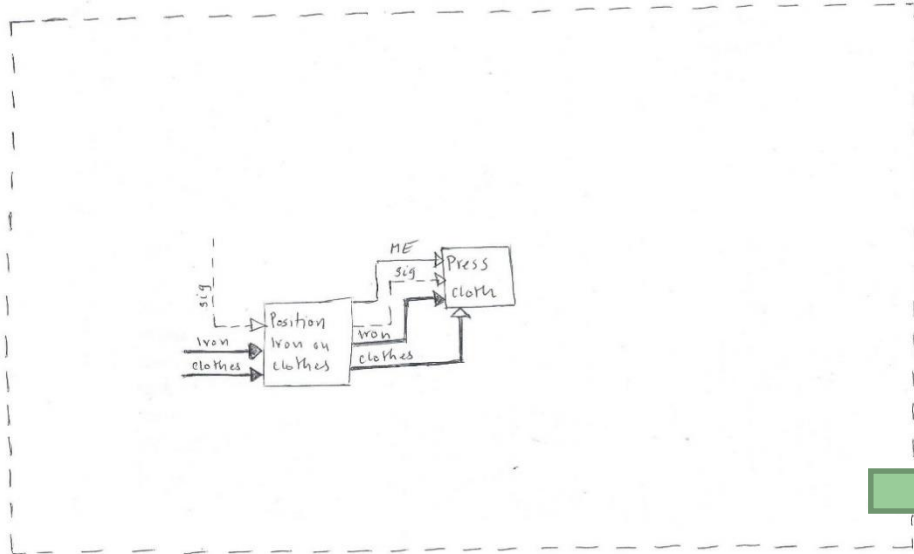 ME
sig
Press
cloth
sig
Position
Iron on
clothes
Iron
clothes
Iron
clothes